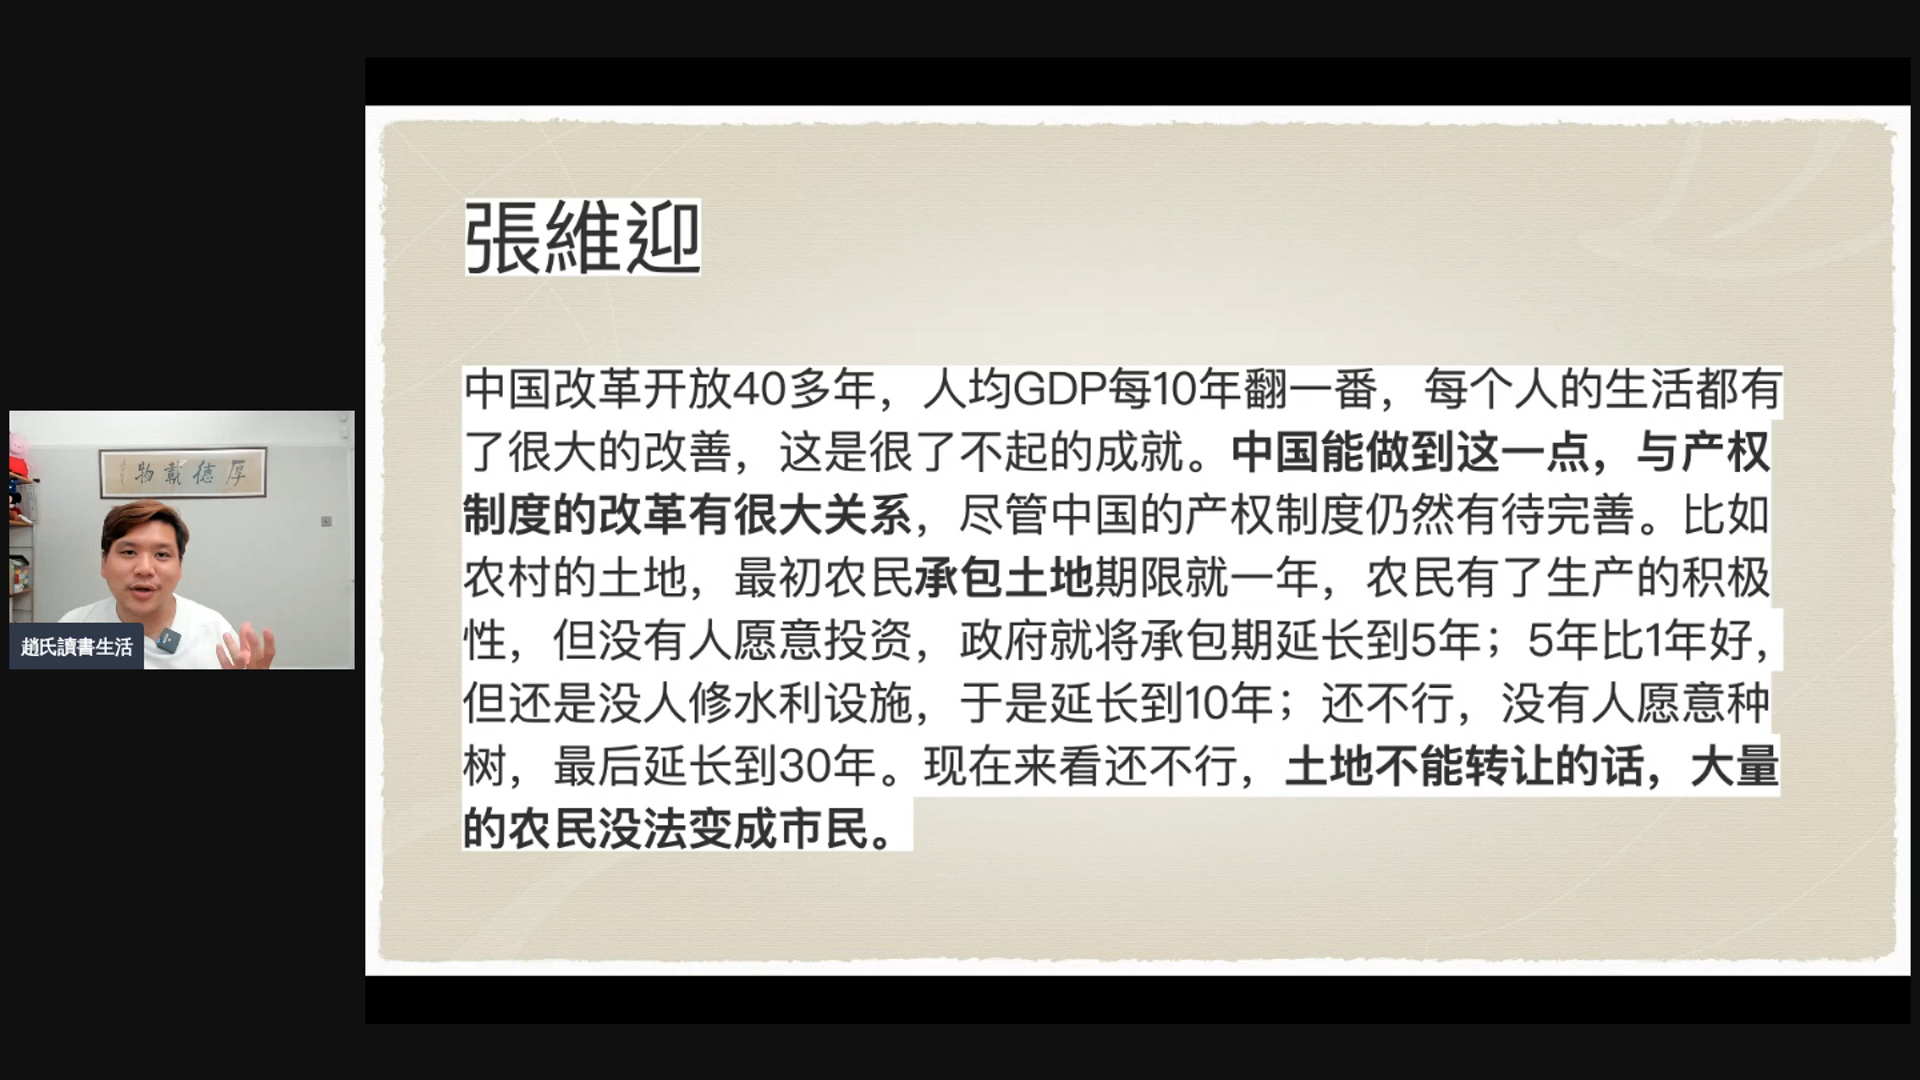 張維迎
中国改革开放40多年，人均GDP每10年翻一番，每个人的生活都有
了很大的改善，这是很了不起的成就。中国能做到这一点，与产权
制度的改革有很大关系，尽管中国的产权制度仍然有待完善。比如
农村的土地，最初农民承包土地期限就一年，农民有了生产的积极
性，但没有人愿意投资，政府就将承包期延长到5年；5年比1年好，
但还是没人修水利设施，于是延长到10年；还不行，没有人愿意种
树，最后延长到30年。现在来看还不行，土地不能转让的话，大量
的农民没法变成市民。
厚德載物
趙氏讀書生活